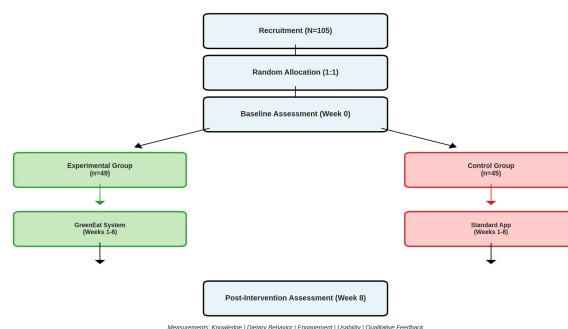 Recruitment (N=105)
Random Allocation (1:1)
Baseline Assessment (Week 0)
Experimental Group
(n=49)
Control Group
(n=45)
GreenEat System
(Weeks 1-8)
Standard App
(Weeks 1-8)
Post-Intervention Assessment (Week 8)
Measurements: Knowledge | Dietary Behavior | Engagement | Usability | Qualitative Feedback